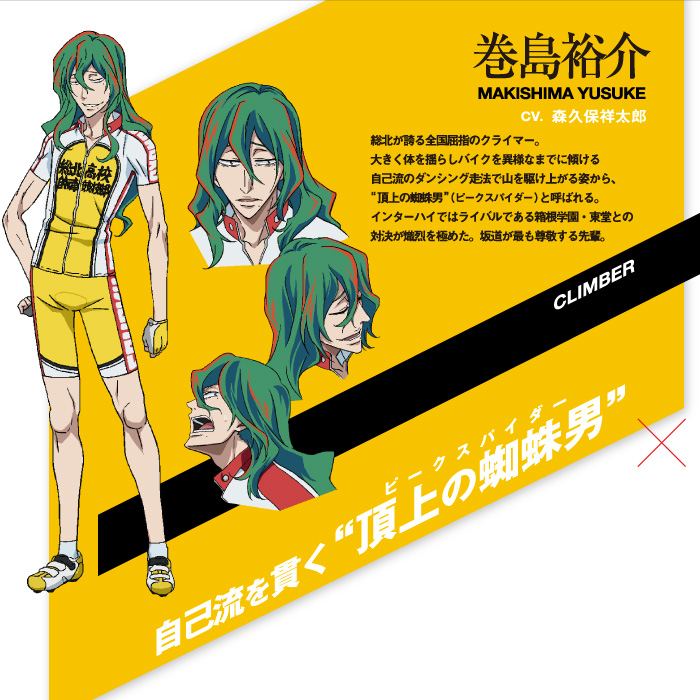 巻島裕介
MAKISHIMA YUSUKE
CV. 森久保祥太郎
総北が誇る全国屈指のクライマー。
大きく体を揺らしバイクを異様なまでに傾ける
自己流のダンシング走法で山を駆け上がる姿から、
“頂上の蜘蛛男”（ピークスパイダー）と呼ばれる。
インターハイではライバルである箱根学園・東堂との
対決が熾烈を極めた。坂道が最も尊敬する先輩。
CLIMBER
ピークスパイダー
自己流を貫く“頂上の蜘蛛男”
総北高校